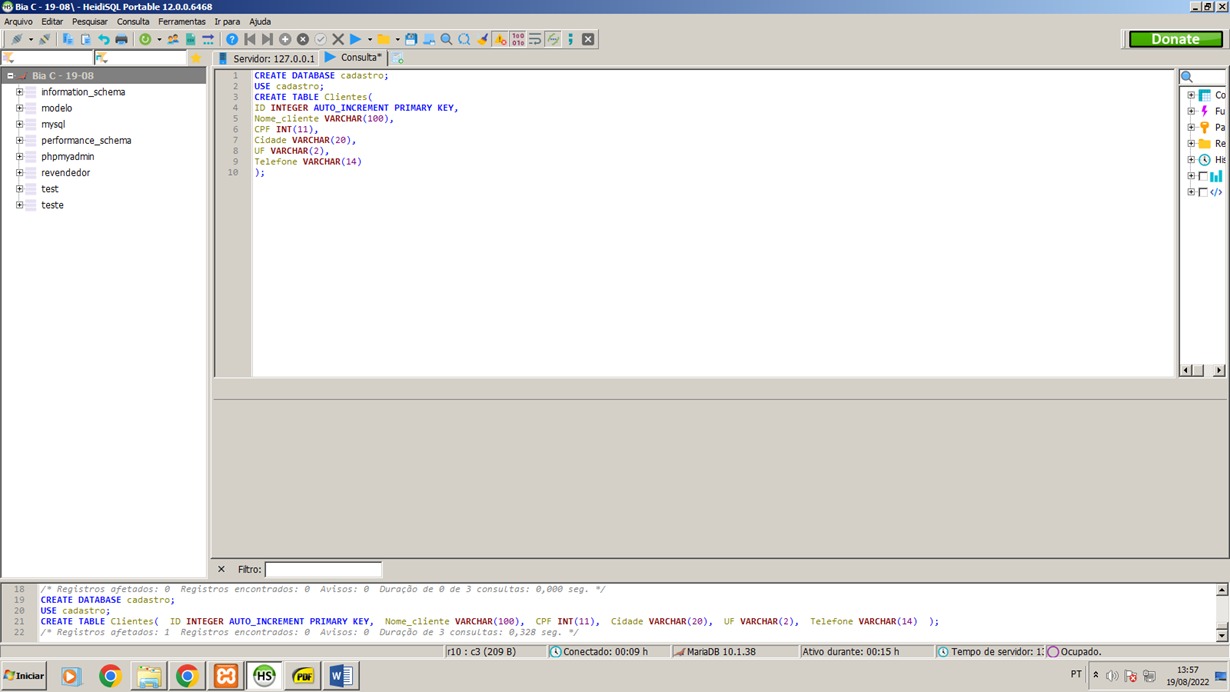 Bia C - 19-08\ - HeidiSQL Portable 12.0.0.6468
Arquivo Editar Pesquisar Consulta Ferramentas Ir para Ajuda
Donate
Servidor: 127.0.0.1 Consulta*
Bia C - 19-08
information_schema
modelo
mysql
performance_schema
phpmyadmin
revendedor
test
teste
1 CREATE DATABASE cadastro;
2 USE cadastro;
3 CREATE TABLE Clientes(
4 ID INTEGER AUTO_INCREMENT PRIMARY KEY,
5 Nome_cliente VARCHAR(100),
6 CPF INT(11),
7 Cidade VARCHAR(20),
8 UF VARCHAR(2),
9 Telefone VARCHAR(14)
10 );
Co
Fu
Pa
Re
His
Filtro:
18 /* Registros afetados: 0 Registros encontrados: 0 Avisos: 0 Duração de 0 de 3 consultas: 0,000 seg. */
19 CREATE DATABASE cadastro;
20 USE cadastro;
21 CREATE TABLE Clientes( ID INTEGER AUTO_INCREMENT PRIMARY KEY, Nome_cliente VARCHAR(100), CPF INT(11), Cidade VARCHAR(20), UF VARCHAR(2), Telefone VARCHAR(14) );
22 /* Registros afetados: 1 Registros encontrados: 0 Avisos: 0 Duração de 3 consultas: 0,328 seg. */
r10 : c3 (209 B) Conectado: 00:09 h MariaDB 10.1.38 Ativo durante: 00:15 h Tempo de servidor: Ocupado.
Iniciar HS PDF W PT 13:57
19/08/2022